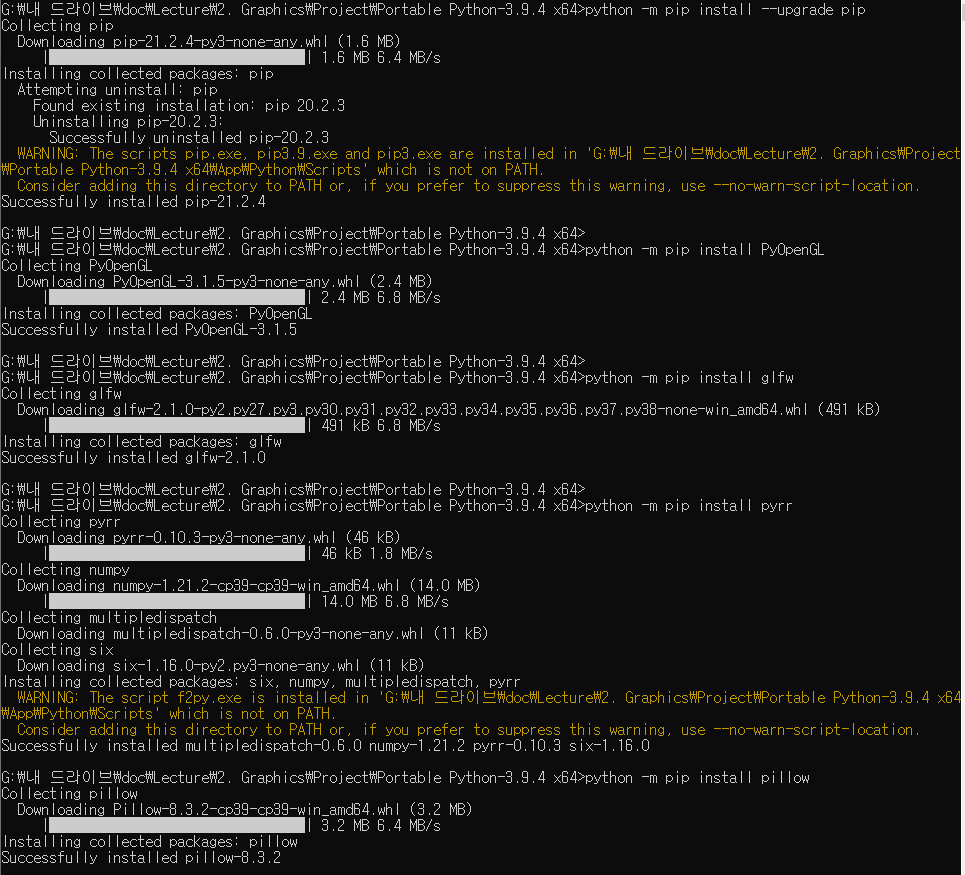 G:\내 드라이브\doc\Lecture\2. Graphics\Project\Portable Python-3.9.4 x64>python -m pip install --upgrade pip
Collecting pip
  Downloading pip-21.2.4-py3-none-any.whl (1.6 MB)
     |████████████████████████████████| 1.6 MB 6.4 MB/s
Installing collected packages: pip
  Attempting uninstall: pip
    Found existing installation: pip 20.2.3
    Uninstalling pip-20.2.3:
      Successfully uninstalled pip-20.2.3
  WARNING: The scripts pip.exe, pip3.9.exe and pip3.exe are installed in 'G:\내 드라이브\doc\Lecture\2. Graphics\Project
\Portable Python-3.9.4 x64\App\Python\Scripts' which is not on PATH.
  Consider adding this directory to PATH or, if you prefer to suppress this warning, use --no-warn-script-location.
Successfully installed pip-21.2.4

G:\내 드라이브\doc\Lecture\2. Graphics\Project\Portable Python-3.9.4 x64>
G:\내 드라이브\doc\Lecture\2. Graphics\Project\Portable Python-3.9.4 x64>python -m pip install PyOpenGL
Collecting PyOpenGL
  Downloading PyOpenGL-3.1.5-py3-none-any.whl (2.4 MB)
     |████████████████████████████████| 2.4 MB 6.8 MB/s
Installing collected packages: PyOpenGL
Successfully installed PyOpenGL-3.1.5

G:\내 드라이브\doc\Lecture\2. Graphics\Project\Portable Python-3.9.4 x64>
G:\내 드라이브\doc\Lecture\2. Graphics\Project\Portable Python-3.9.4 x64>python -m pip install glfw
Collecting glfw
  Downloading glfw-2.1.0-py2.py27.py3.py30.py31.py32.py33.py34.py35.py36.py37.py38-none-win_amd64.whl (491 kB)
     |████████████████████████████████| 491 kB 6.8 MB/s
Installing collected packages: glfw
Successfully installed glfw-2.1.0

G:\내 드라이브\doc\Lecture\2. Graphics\Project\Portable Python-3.9.4 x64>
G:\내 드라이브\doc\Lecture\2. Graphics\Project\Portable Python-3.9.4 x64>python -m pip install pyrr
Collecting pyrr
  Downloading pyrr-0.10.3-py3-none-any.whl (46 kB)
     |████████████████████████████████| 46 kB 1.8 MB/s
Collecting numpy
  Downloading numpy-1.21.2-cp39-cp39-win_amd64.whl (14.0 MB)
     |████████████████████████████████| 14.0 MB 6.8 MB/s
Collecting multipledispatch
  Downloading multipledispatch-0.6.0-py3-none-any.whl (11 kB)
Collecting six
  Downloading six-1.16.0-py2.py3-none-any.whl (11 kB)
Installing collected packages: six, numpy, multipledispatch, pyrr
  WARNING: The script f2py.exe is installed in 'G:\내 드라이브\doc\Lecture\2. Graphics\Project\Portable Python-3.9.4 x64
\App\Python\Scripts' which is not on PATH.
  Consider adding this directory to PATH or, if you prefer to suppress this warning, use --no-warn-script-location.
Successfully installed multipledispatch-0.6.0 numpy-1.21.2 pyrr-0.10.3 six-1.16.0

G:\내 드라이브\doc\Lecture\2. Graphics\Project\Portable Python-3.9.4 x64>python -m pip install pillow
Collecting pillow
  Downloading Pillow-8.3.2-cp39-cp39-win_amd64.whl (3.2 MB)
     |████████████████████████████████| 3.2 MB 6.4 MB/s
Installing collected packages: pillow
Successfully installed pillow-8.3.2